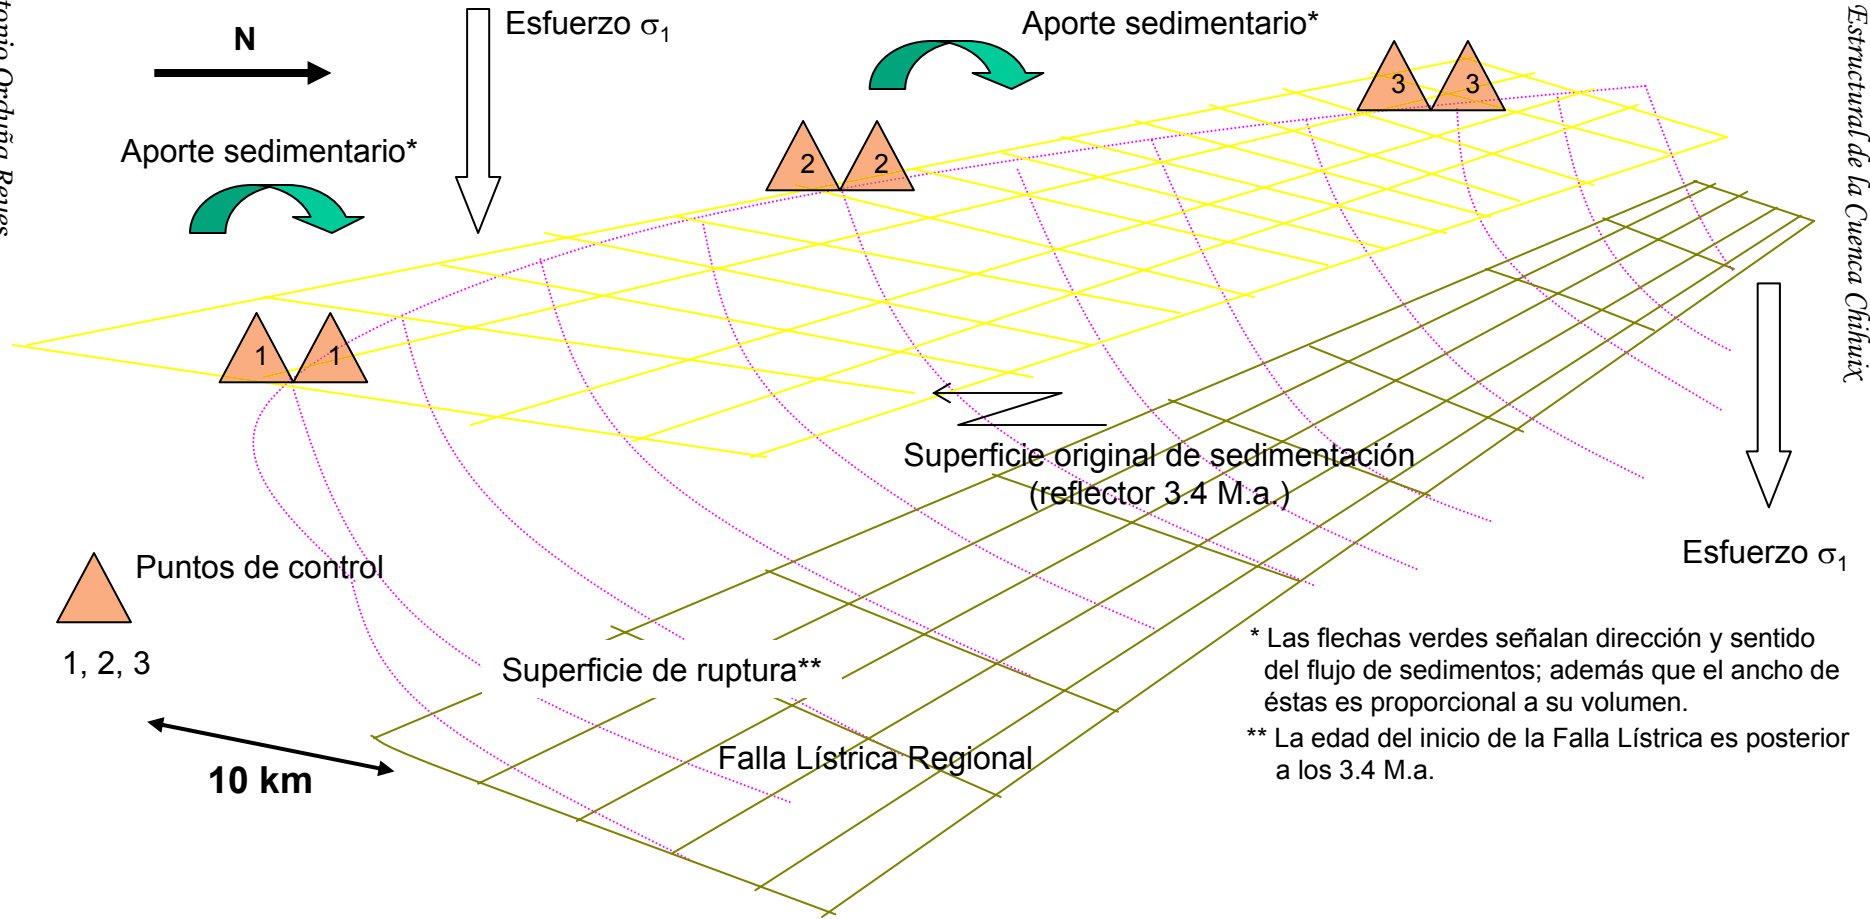 N
Esfuerzo σ1
Aporte sedimentario*
Aporte sedimentario*
3
3
2
2
1
1
Superficie original de sedimentación
(reflector 3.4 M.a.)
Puntos de control
1, 2, 3
Esfuerzo σ1
Superficie de ruptura**
Falla Lístrica Regional
10 km
* Las flechas verdes señalan dirección y sentido
del flujo de sedimentos; además que el ancho de
éstas es proporcional a su volumen.
** La edad del inicio de la Falla Lístrica es posterior
a los 3.4 M.a.
Estructural de la Cuenca Chihuix
Orduña Reyes